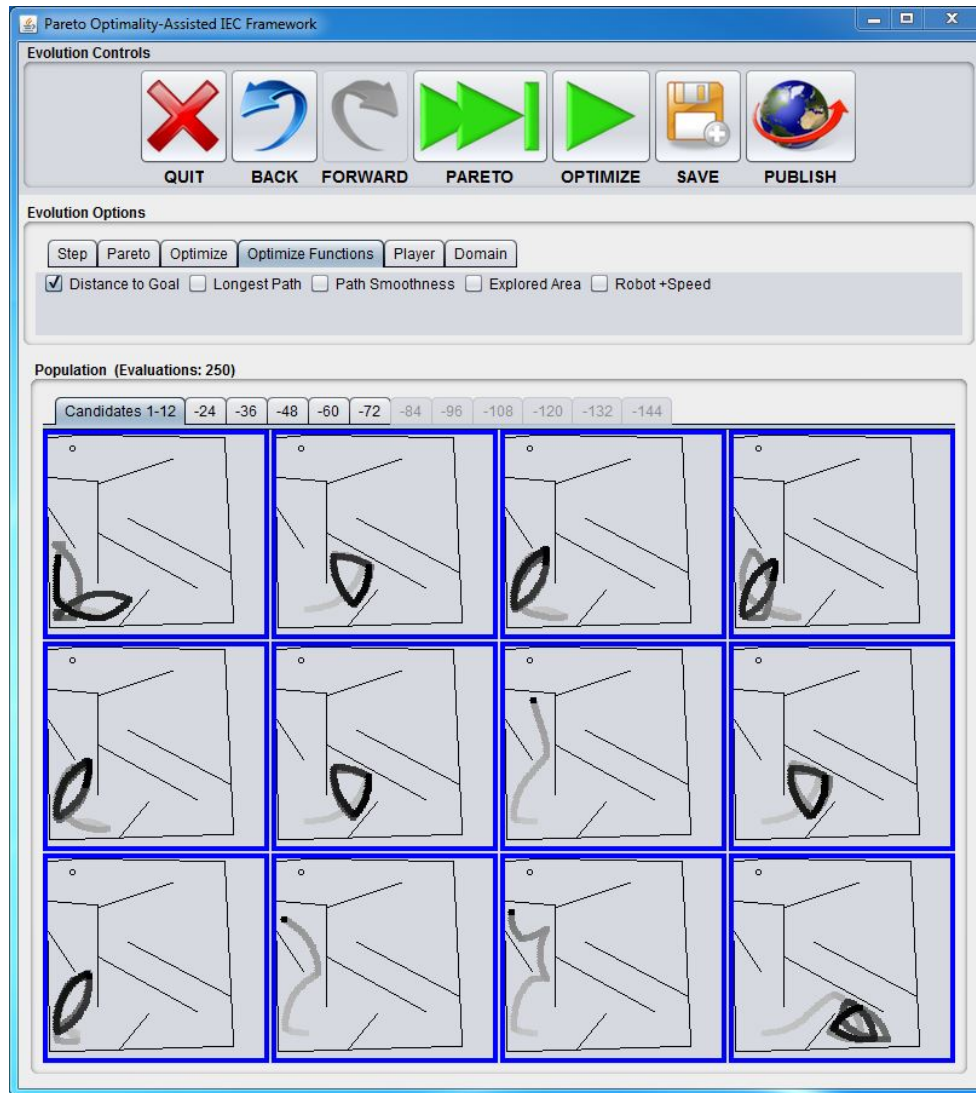 Pareto Optimality-Assisted IEC Framework
Evolution Controls
QUIT BACK FORWARD PARETO OPTIMIZE SAVE PUBLISH
Evolution Options
Step Pareto Optimize Optimize Functions Player Domain
Distance to Goal Longest Path Path Smoothness Explored Area Robot +Speed
Population (Evaluations: 250)
Candidates 1-12 -24 -36 -48 -60 -72 -84 -96 -108 -120 -132 -144